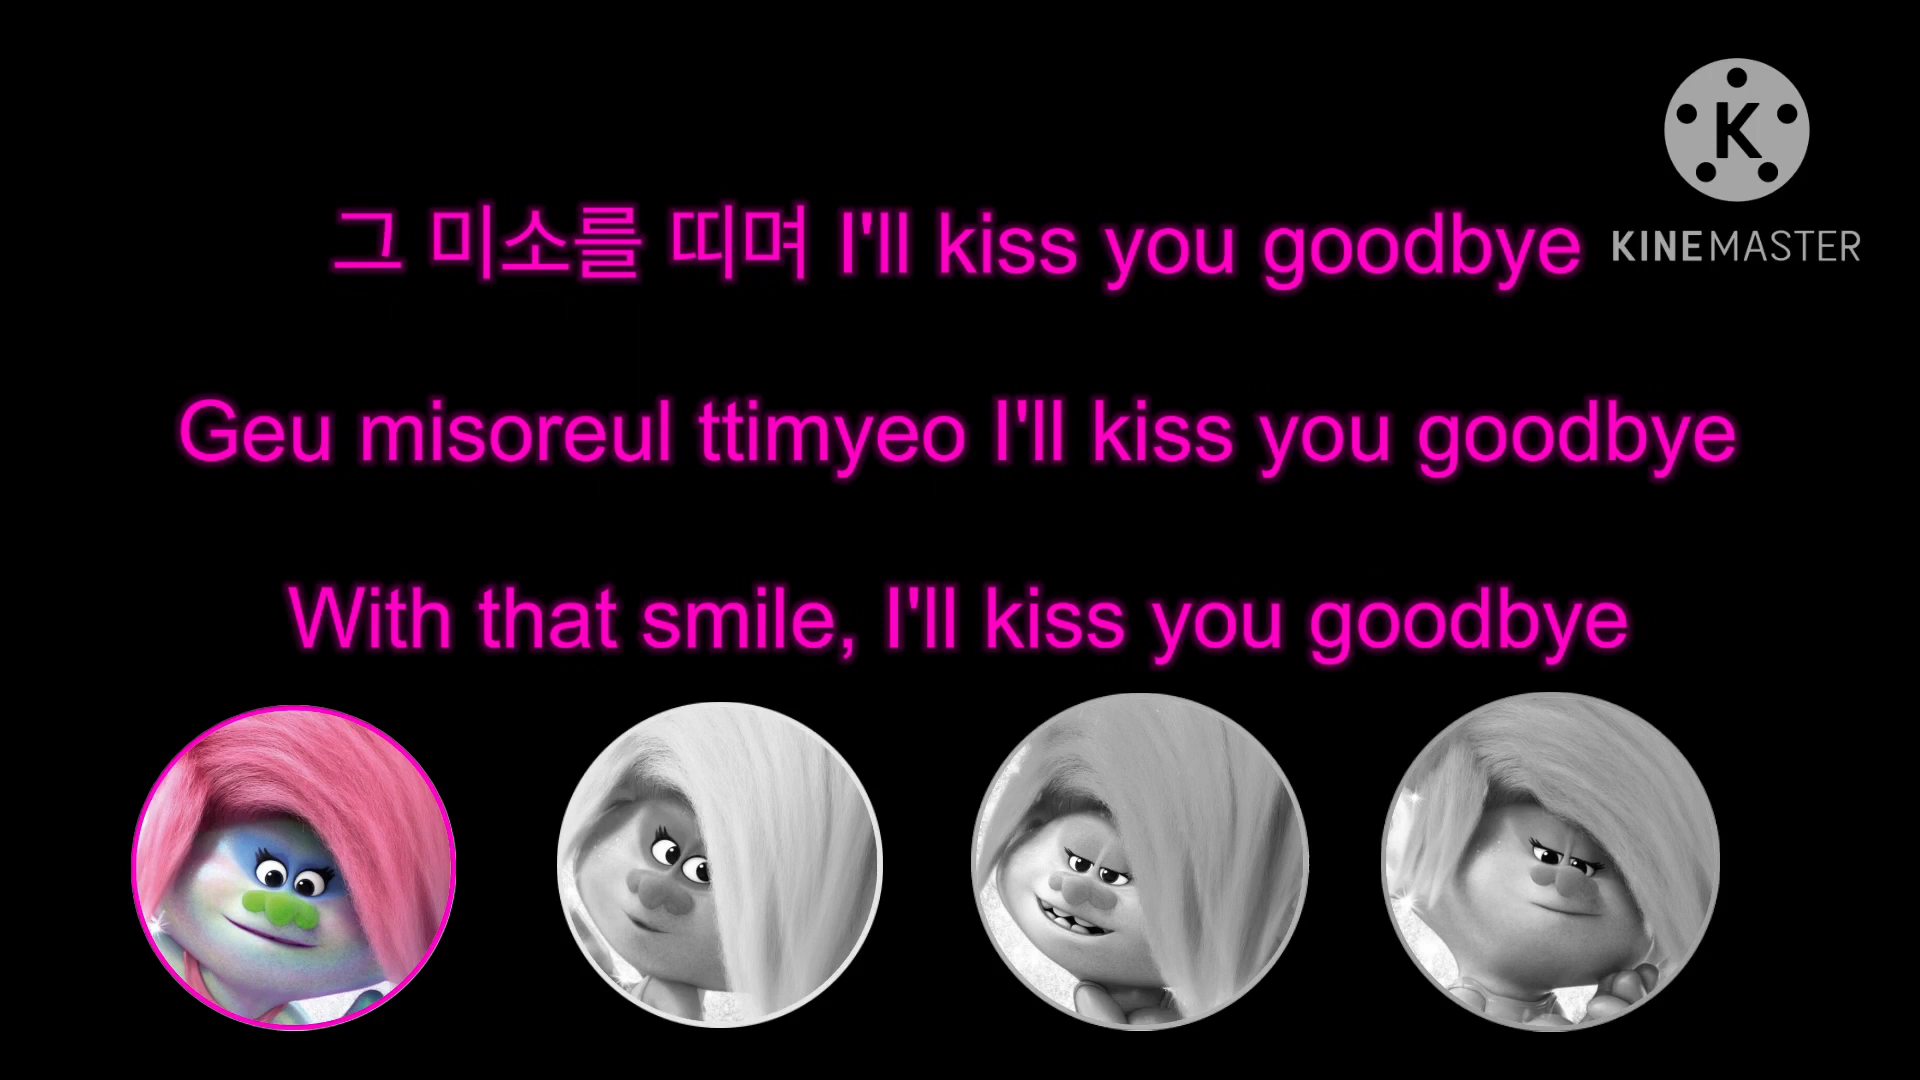 K
KINEMASTER
그 미소를 띠며 I'll kiss you goodbye
Geu misoreul ttimyeo I'll kiss you goodbye
With that smile, I'll kiss you goodbye